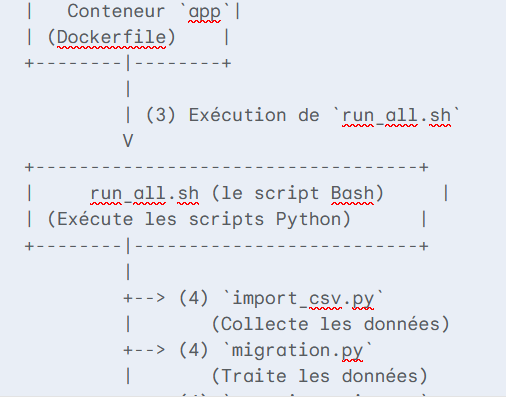 |   Conteneur `app`|
| (Dockerfile)    |
+--------|--------+
         |
         | (3) Exécution de `run_all.sh`
         V
+-----------------------------------+
|     run_all.sh (le script Bash)     |
| (Exécute les scripts Python)      |
+--------|--------------------------+
         |
         +--> (4) `import_csv.py`
         |       (Collecte les données)
         +--> (4) `migration.py`
         |       (Traite les données)